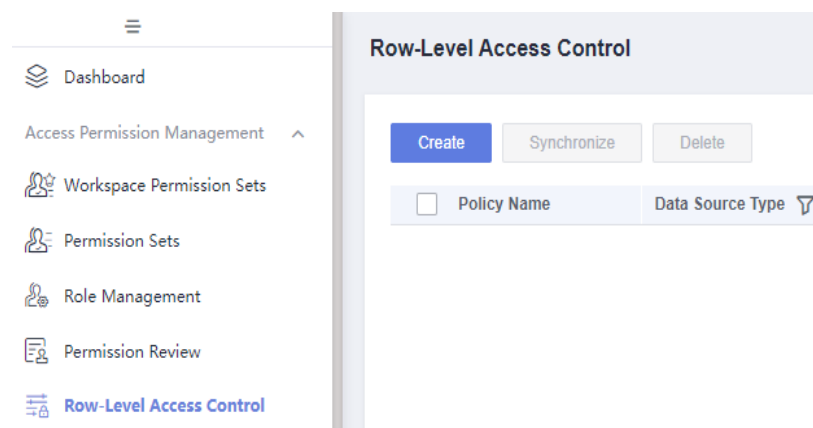 Dashboard
Access Permission Management
Workspace Permission Sets
Permission Sets
Role Management
Permission Review
Row-Level Access Control
Row-Level Access Control
Create Synchronize Delete
Policy Name Data Source Type